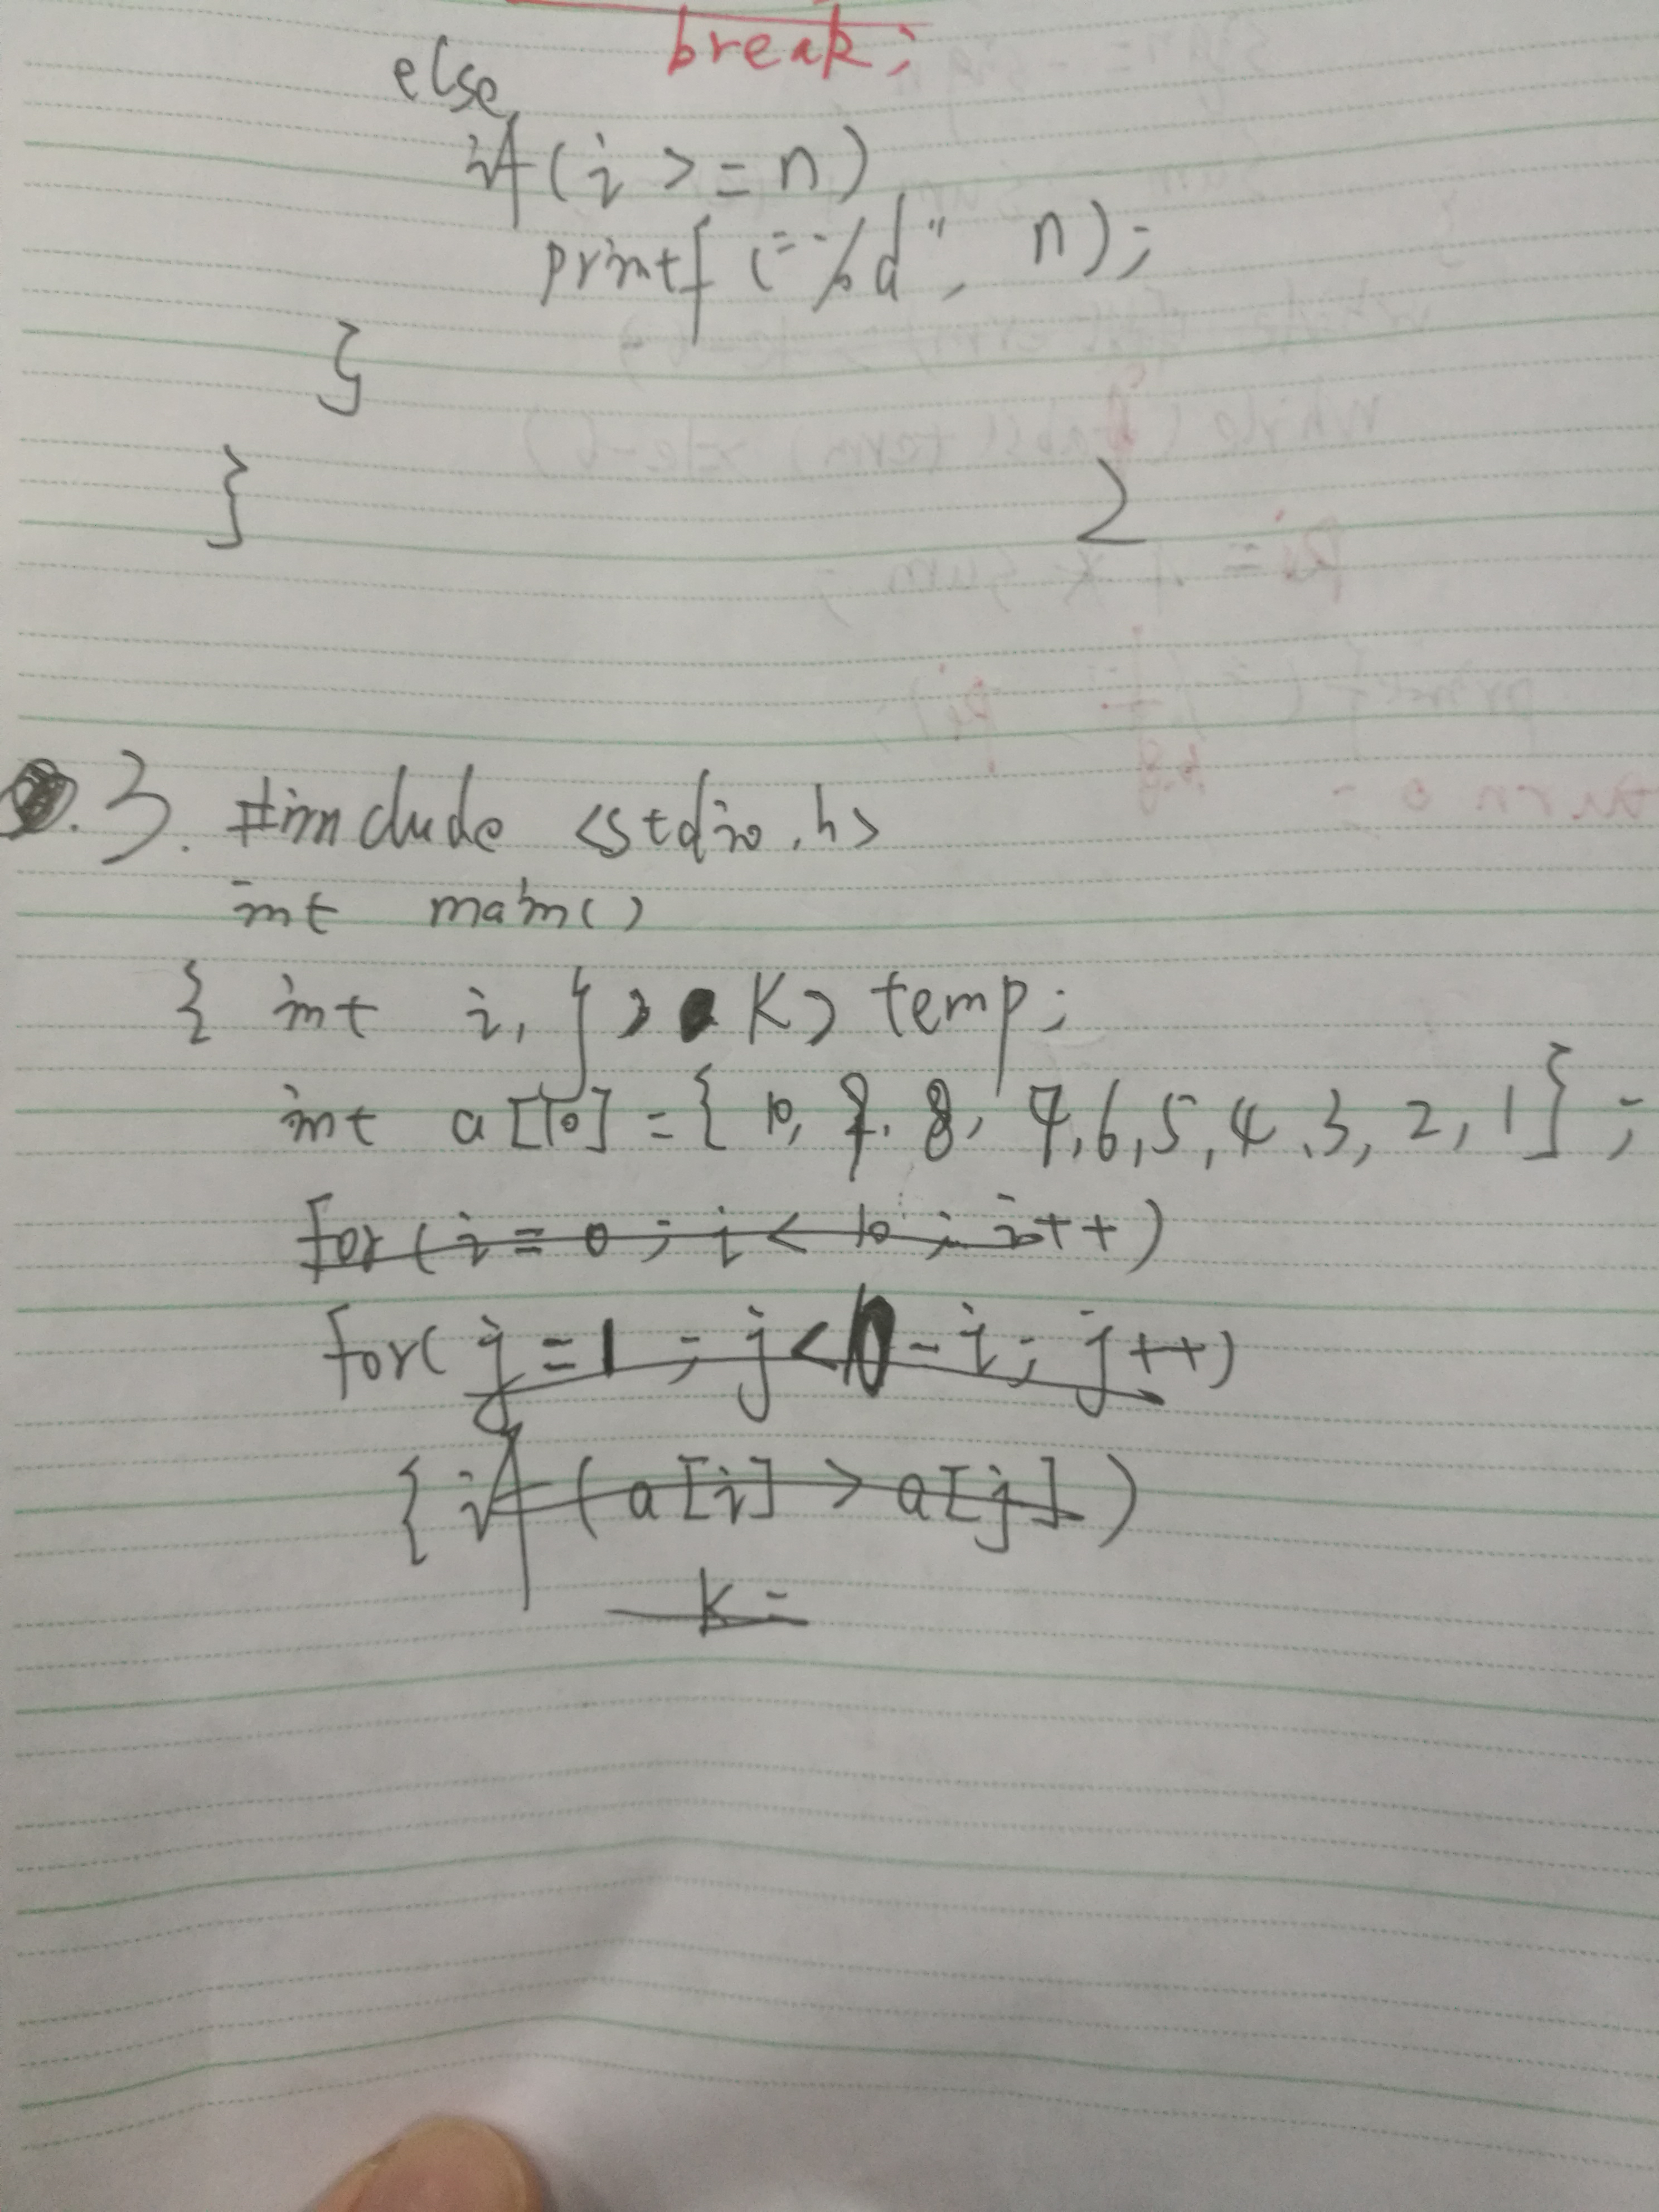 break;
else
if (i >= n)
printf ("%d", n);
}
}
2
3. #include <stdio.h>
int main()
{ int i, j, k, temp;
int a[10] = { 10, 9, 8, 7, 6, 5, 4, 3, 2, 1 };
for (i = 0; i < 10; i++)
for( j = 1 ; j < 10 - i; j++)
{ if (a[i] > a[j])
k =